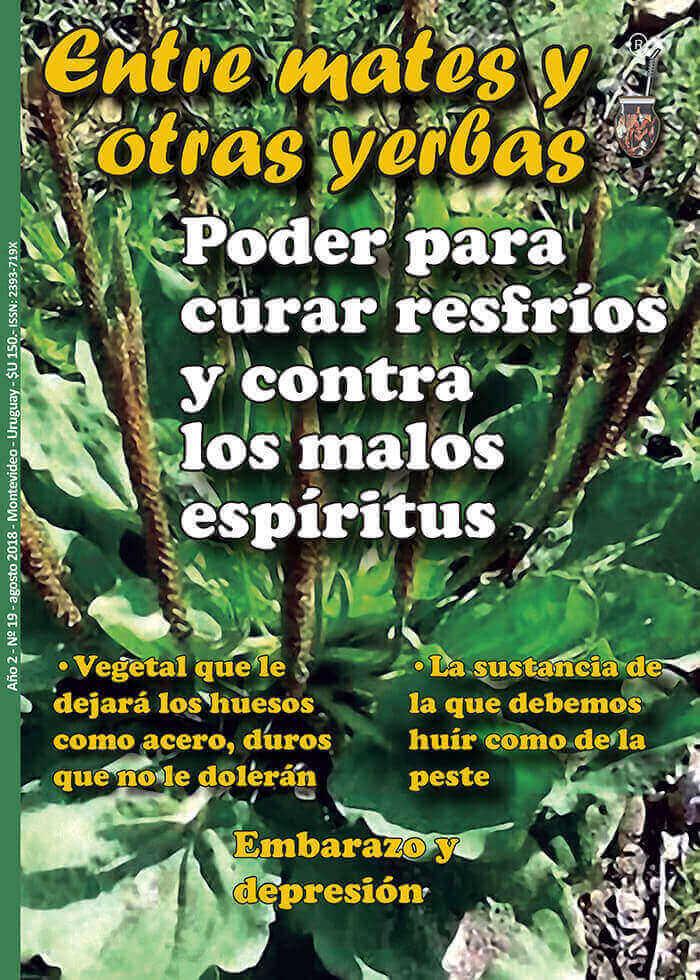 Entre mates y
otras yerbas
®
Poder para
curar resfríos
y contra
los malos
espíritus
• Vegetal que le
dejará los huesos
como acero, duros
que no le dolerán
• La sustancia de
la que debemos
huír como de la
peste
Embarazo y
depresión
Año 2 - Nº 19 - agosto 2018 - Montevideo - Uruguay - $U 150.- ISSN: 2393-719X